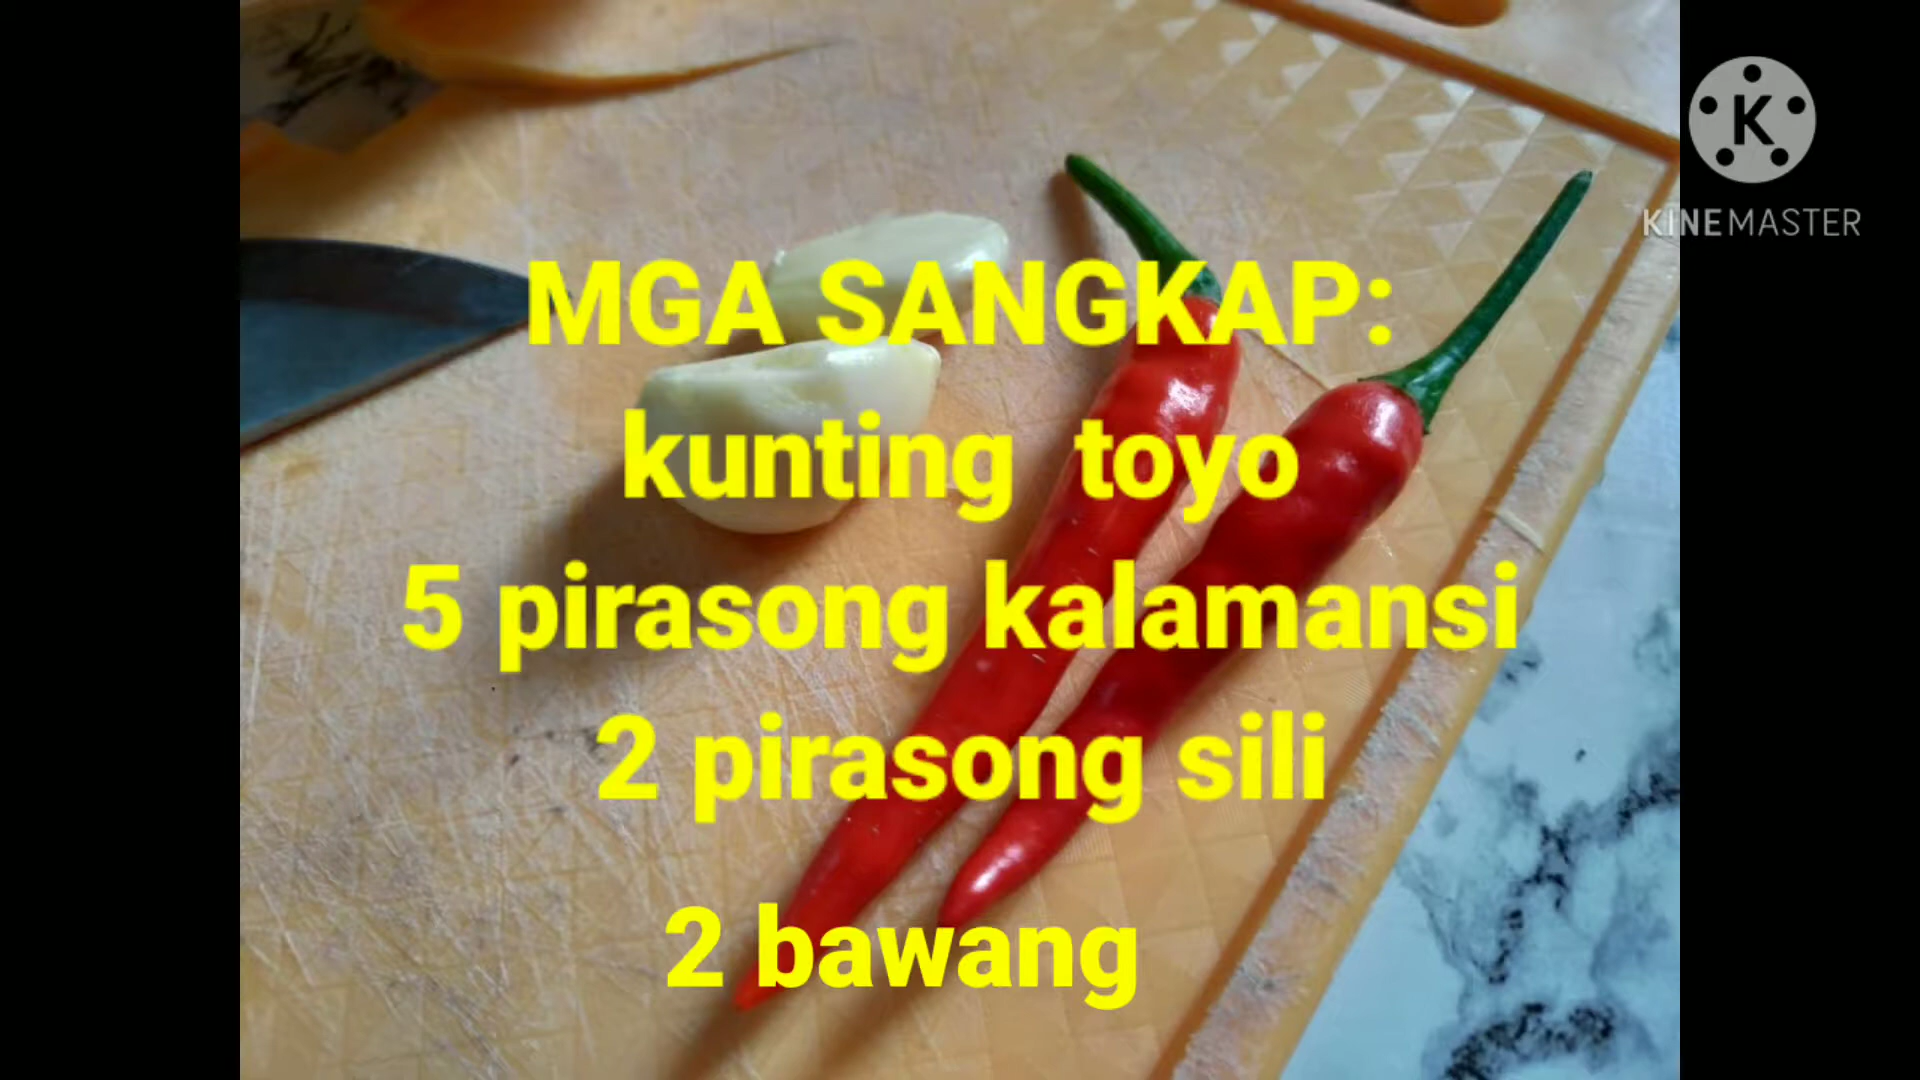 K
KINEMASTER
MGA SANGKAP:
kunting toyo
5 pirasong kalamansi
2 pirasong sili
2 bawang